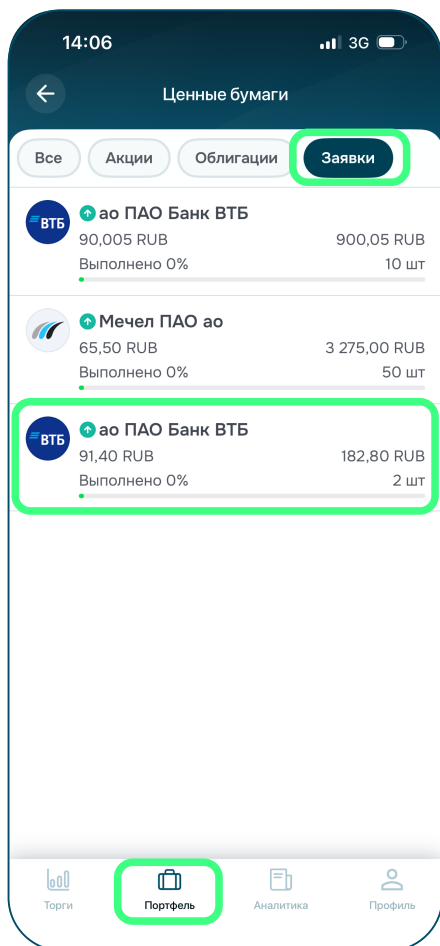 14:06 3G
Ценные бумаги
Все Акции Облигации Заявки
ВТБ
ао ПАО Банк ВТБ
90,005 RUB 900,05 RUB
Выполнено 0% 10 шт
Мечел ПАО ао
65,50 RUB 3 275,00 RUB
Выполнено 0% 50 шт
ВТБ
ао ПАО Банк ВТБ
91,40 RUB 182,80 RUB
Выполнено 0% 2 шт
Торги Портфель Аналитика Профиль